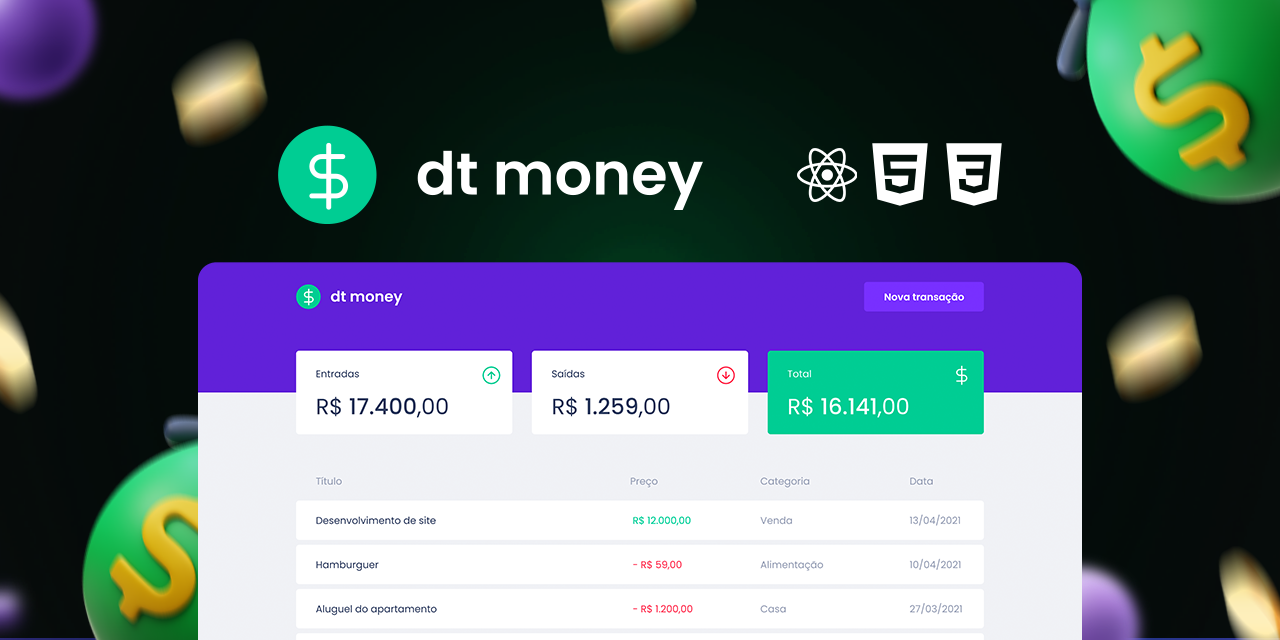 dt money
dt money
Nova transação
Entradas
Saídas
Total
R$ 17.400,00
R$ 1.259,00
R$ 16.141,00
Título Preço Categoria Data
Desenvolvimento de site R$ 12.000,00 Venda 13/04/2021
Hamburguer - R$ 59,00 Alimentação 10/04/2021
Aluguel do apartamento - R$ 1.200,00 Casa 27/03/2021